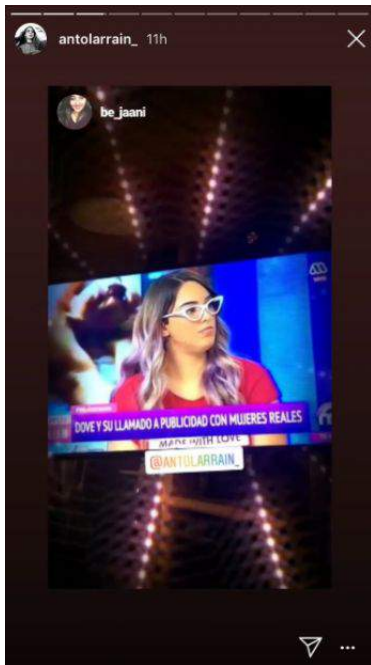 antolarrain_ 11h
be_jaani
DOVE Y SU LLAMADO A PUBLICIDAD CON MUJERES REALES
MADE WITH LOVE
@ANTOLARRAIN_